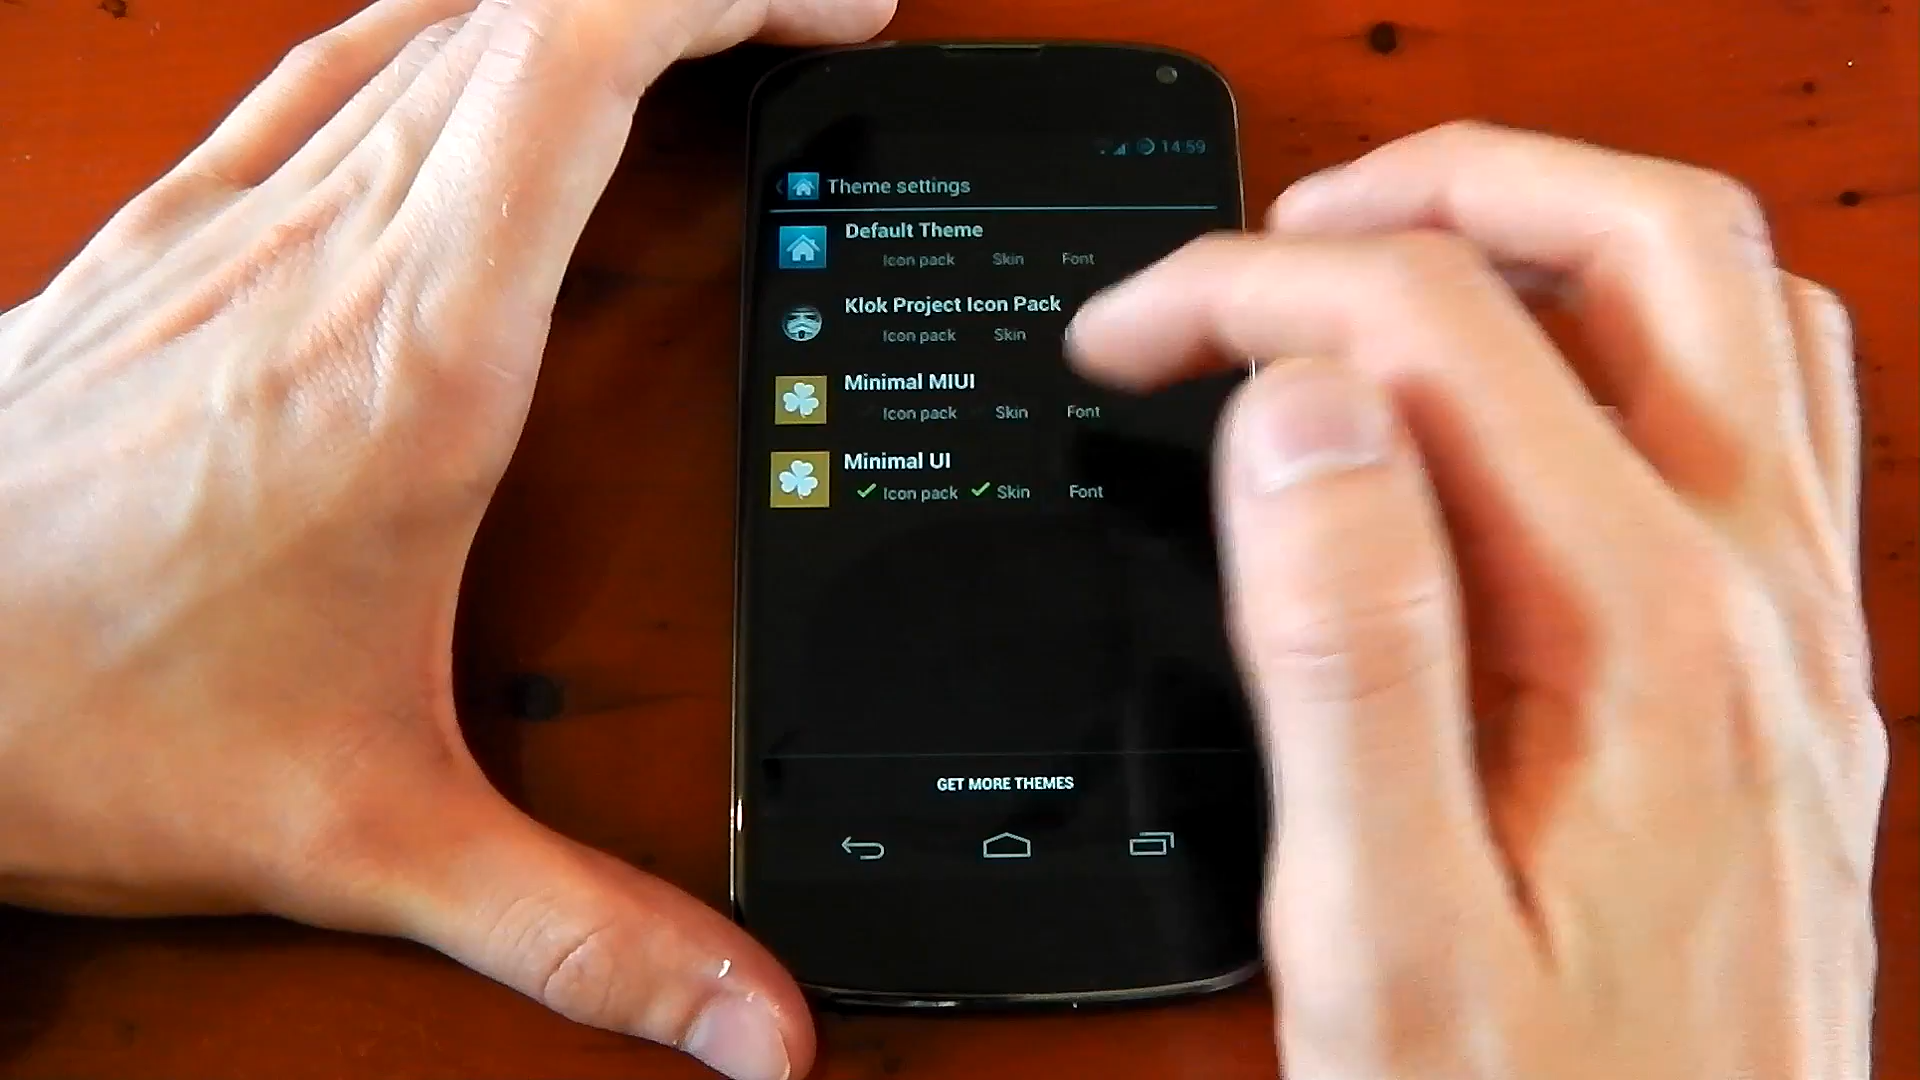 14:59
Theme settings
Default Theme
Icon pack Skin Font
Klok Project Icon Pack
Icon pack Skin
Minimal MIUI
Icon pack Skin Font
Minimal UI
Icon pack Skin Font
GET MORE THEMES